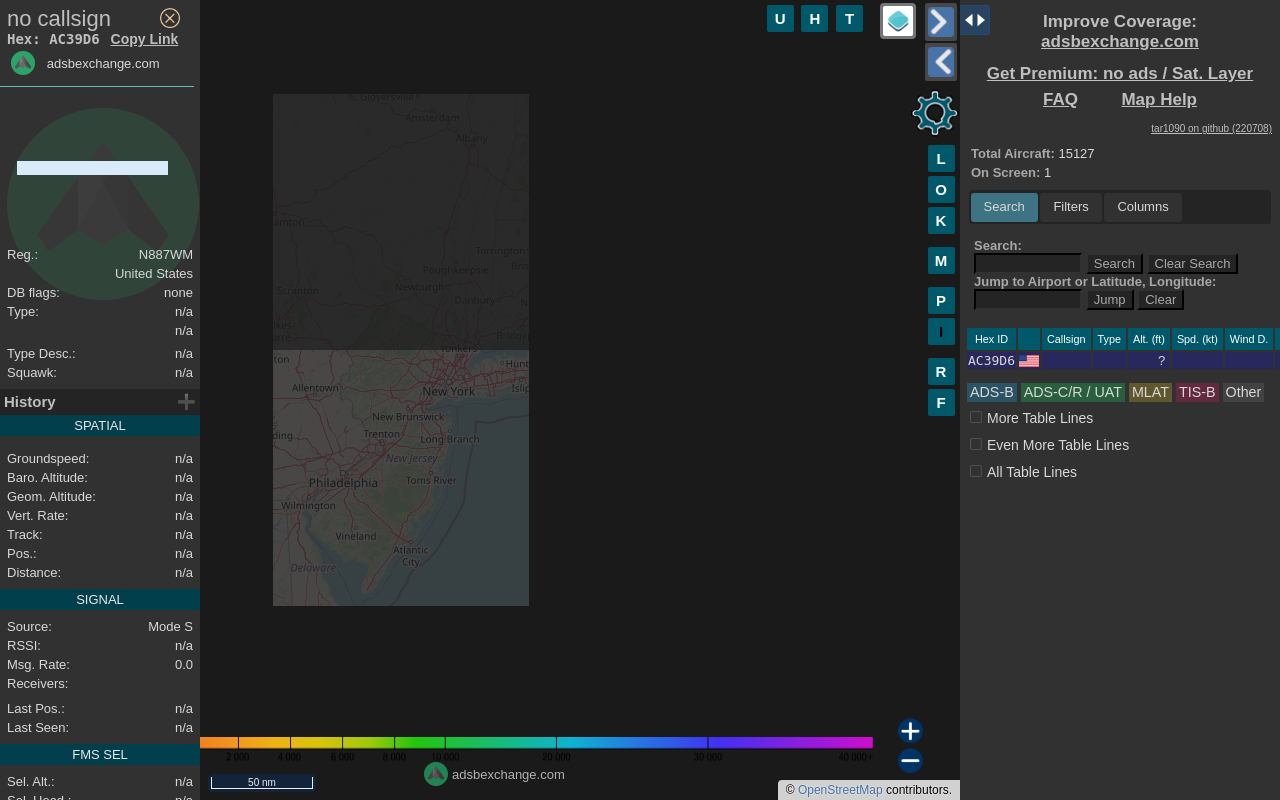 no callsign
Hex: AC39D6 Copy Link
adsbexchange.com
Reg.: N887WM
United States
DB flags: none
Type: n/a
n/a
Type Desc.: n/a
Squawk: n/a
History
SPATIAL
Groundspeed: n/a
Baro. Altitude: n/a
Geom. Altitude: n/a
Vert. Rate: n/a
Track: n/a
Pos.: n/a
Distance: n/a
SIGNAL
Source: Mode S
RSSI: n/a
Msg. Rate: 0.0
Receivers:
Last Pos.: n/a
Last Seen: n/a
FMS SEL
Sel. Alt.: n/a
U H T
L
O
K
M
P
I
R
F
Gloversville
Amsterdam
Albany
Torrington
Poughkeepsie
Scranton
Newburgh
Danbury
Yonkers
Allentown
New York
New Brunswick
Trenton
Long Branch
New Jersey
Philadelphia
Toms River
Wilmington
Vineland
Atlantic
City
Delaware
2 000 4 000 6 000 8 000 10 000 20 000 30 000 40 000+
adsbexchange.com
50 nm
© OpenStreetMap contributors.
Improve Coverage:
adsbexchange.com
Get Premium: no ads / Sat. Layer
FAQ Map Help
tar1090 on github (220708)
Total Aircraft: 15127
On Screen: 1
Search Filters Columns
Search:
Search Clear Search
Jump to Airport or Latitude, Longitude:
Jump Clear
Hex ID Callsign Type Alt. (ft) Spd. (kt) Wind D.
AC39D6 ?
ADS-B ADS-C/R / UAT MLAT TIS-B Other
More Table Lines
Even More Table Lines
All Table Lines